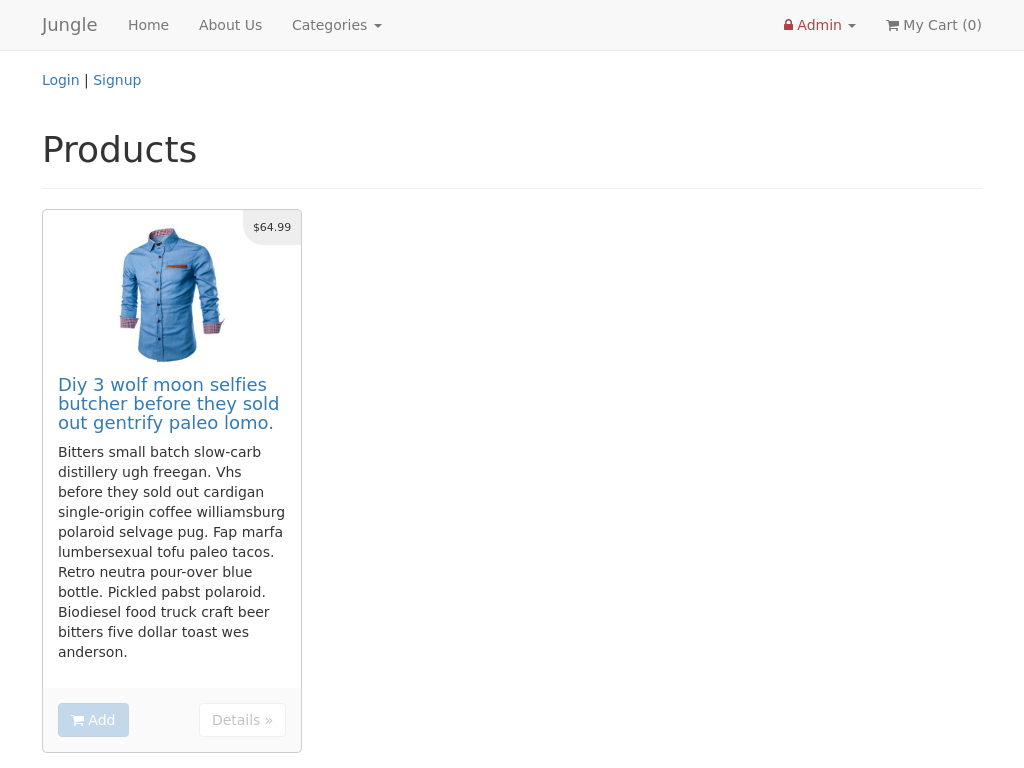 Jungle Home About Us Categories Admin My Cart (0)
Login | Signup
Products
$64.99
Diy 3 wolf moon selfies
butcher before they sold
out gentrify paleo lomo.
Bitters small batch slow-carb
distillery ugh freegan. Vhs
before they sold out cardigan
single-origin coffee williamsburg
polaroid selvage pug. Fap marfa
lumbersexual tofu paleo tacos.
Retro neutra pour-over blue
bottle. Pickled pabst polaroid.
Biodiesel food truck craft beer
bitters five dollar toast wes
anderson.
Add Details »